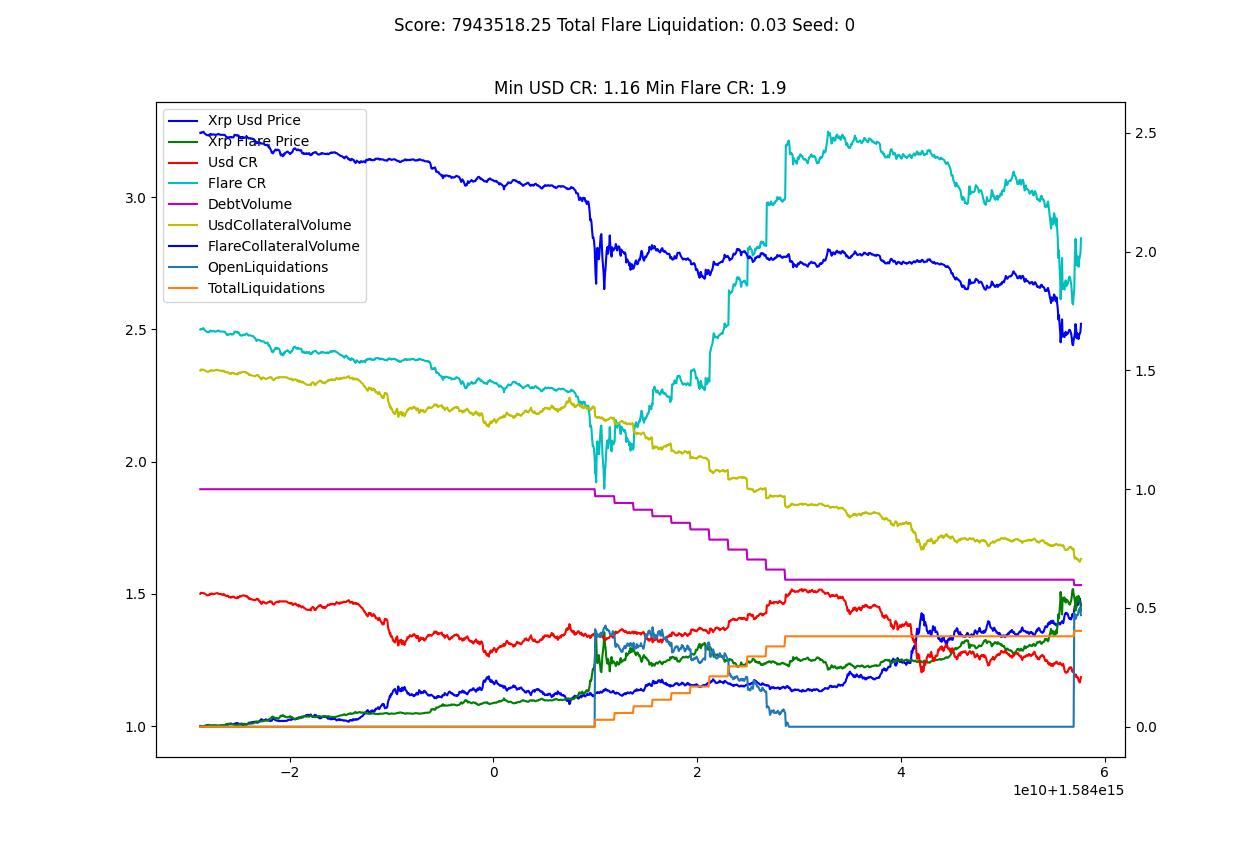 Score: 7943518.25 Total Flare Liquidation: 0.03 Seed: 0
Min USD CR: 1.16 Min Flare CR: 1.9
Xrp Usd Price
Xrp Flare Price
Usd CR
Flare CR
DebtVolume
UsdCollateralVolume
FlareCollateralVolume
OpenLiquidations
TotalLiquidations
3.0
2.5
2.0
1.5
1.0
2.5
2.0
1.5
1.0
0.5
0.0
−2 0 2 4 6
1e10+1.584e15